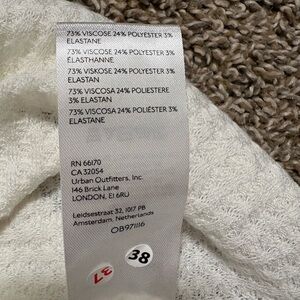 73% VISCOSE 24% POLYESTER 3%
ELASTANE
73% VISCOSE 24% POLYESTER 3%
ÉLASTHANNE
73% VISKOSE 24% POLYESTER 3%
ELASTAN
73% VISCOSA 24% POLIESTERE
3% ELASTAN
73% VISCOSA 24% POLIÉSTER 3%
ELASTANE
RN 66170
CA 32054
Urban Outfitters, Inc.
146 Brick Lane
LONDON, E1 6RU
Leidsestraat 32, 1017 PB
Amsterdam, Netherlands
OB971116
37
38